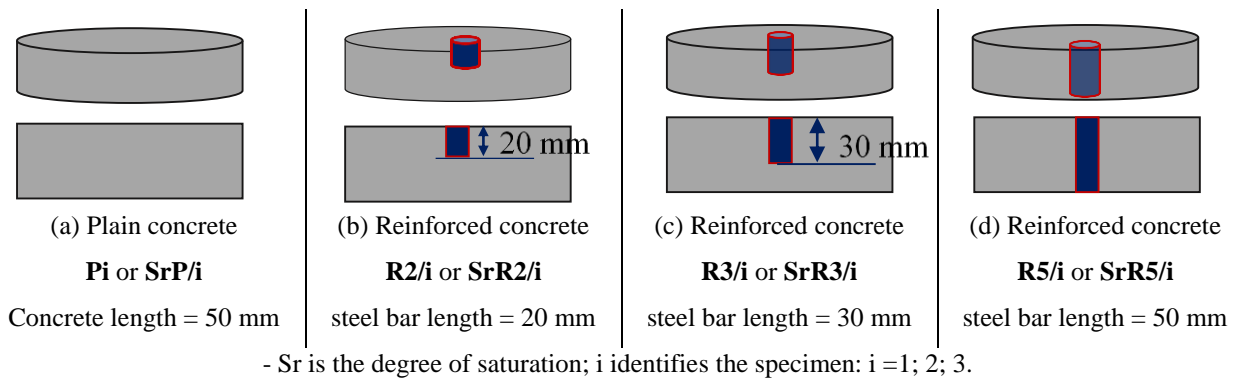 20 mm
30 mm
(a) Plain concrete
Pi or SrP/i
Concrete length = 50 mm
(b) Reinforced concrete
R2/i or SrR2/i
steel bar length = 20 mm
(c) Reinforced concrete
R3/i or SrR3/i
steel bar length = 30 mm
(d) Reinforced concrete
R5/i or SrR5/i
steel bar length = 50 mm
- Sr is the degree of saturation; i identifies the specimen: i =1; 2; 3.